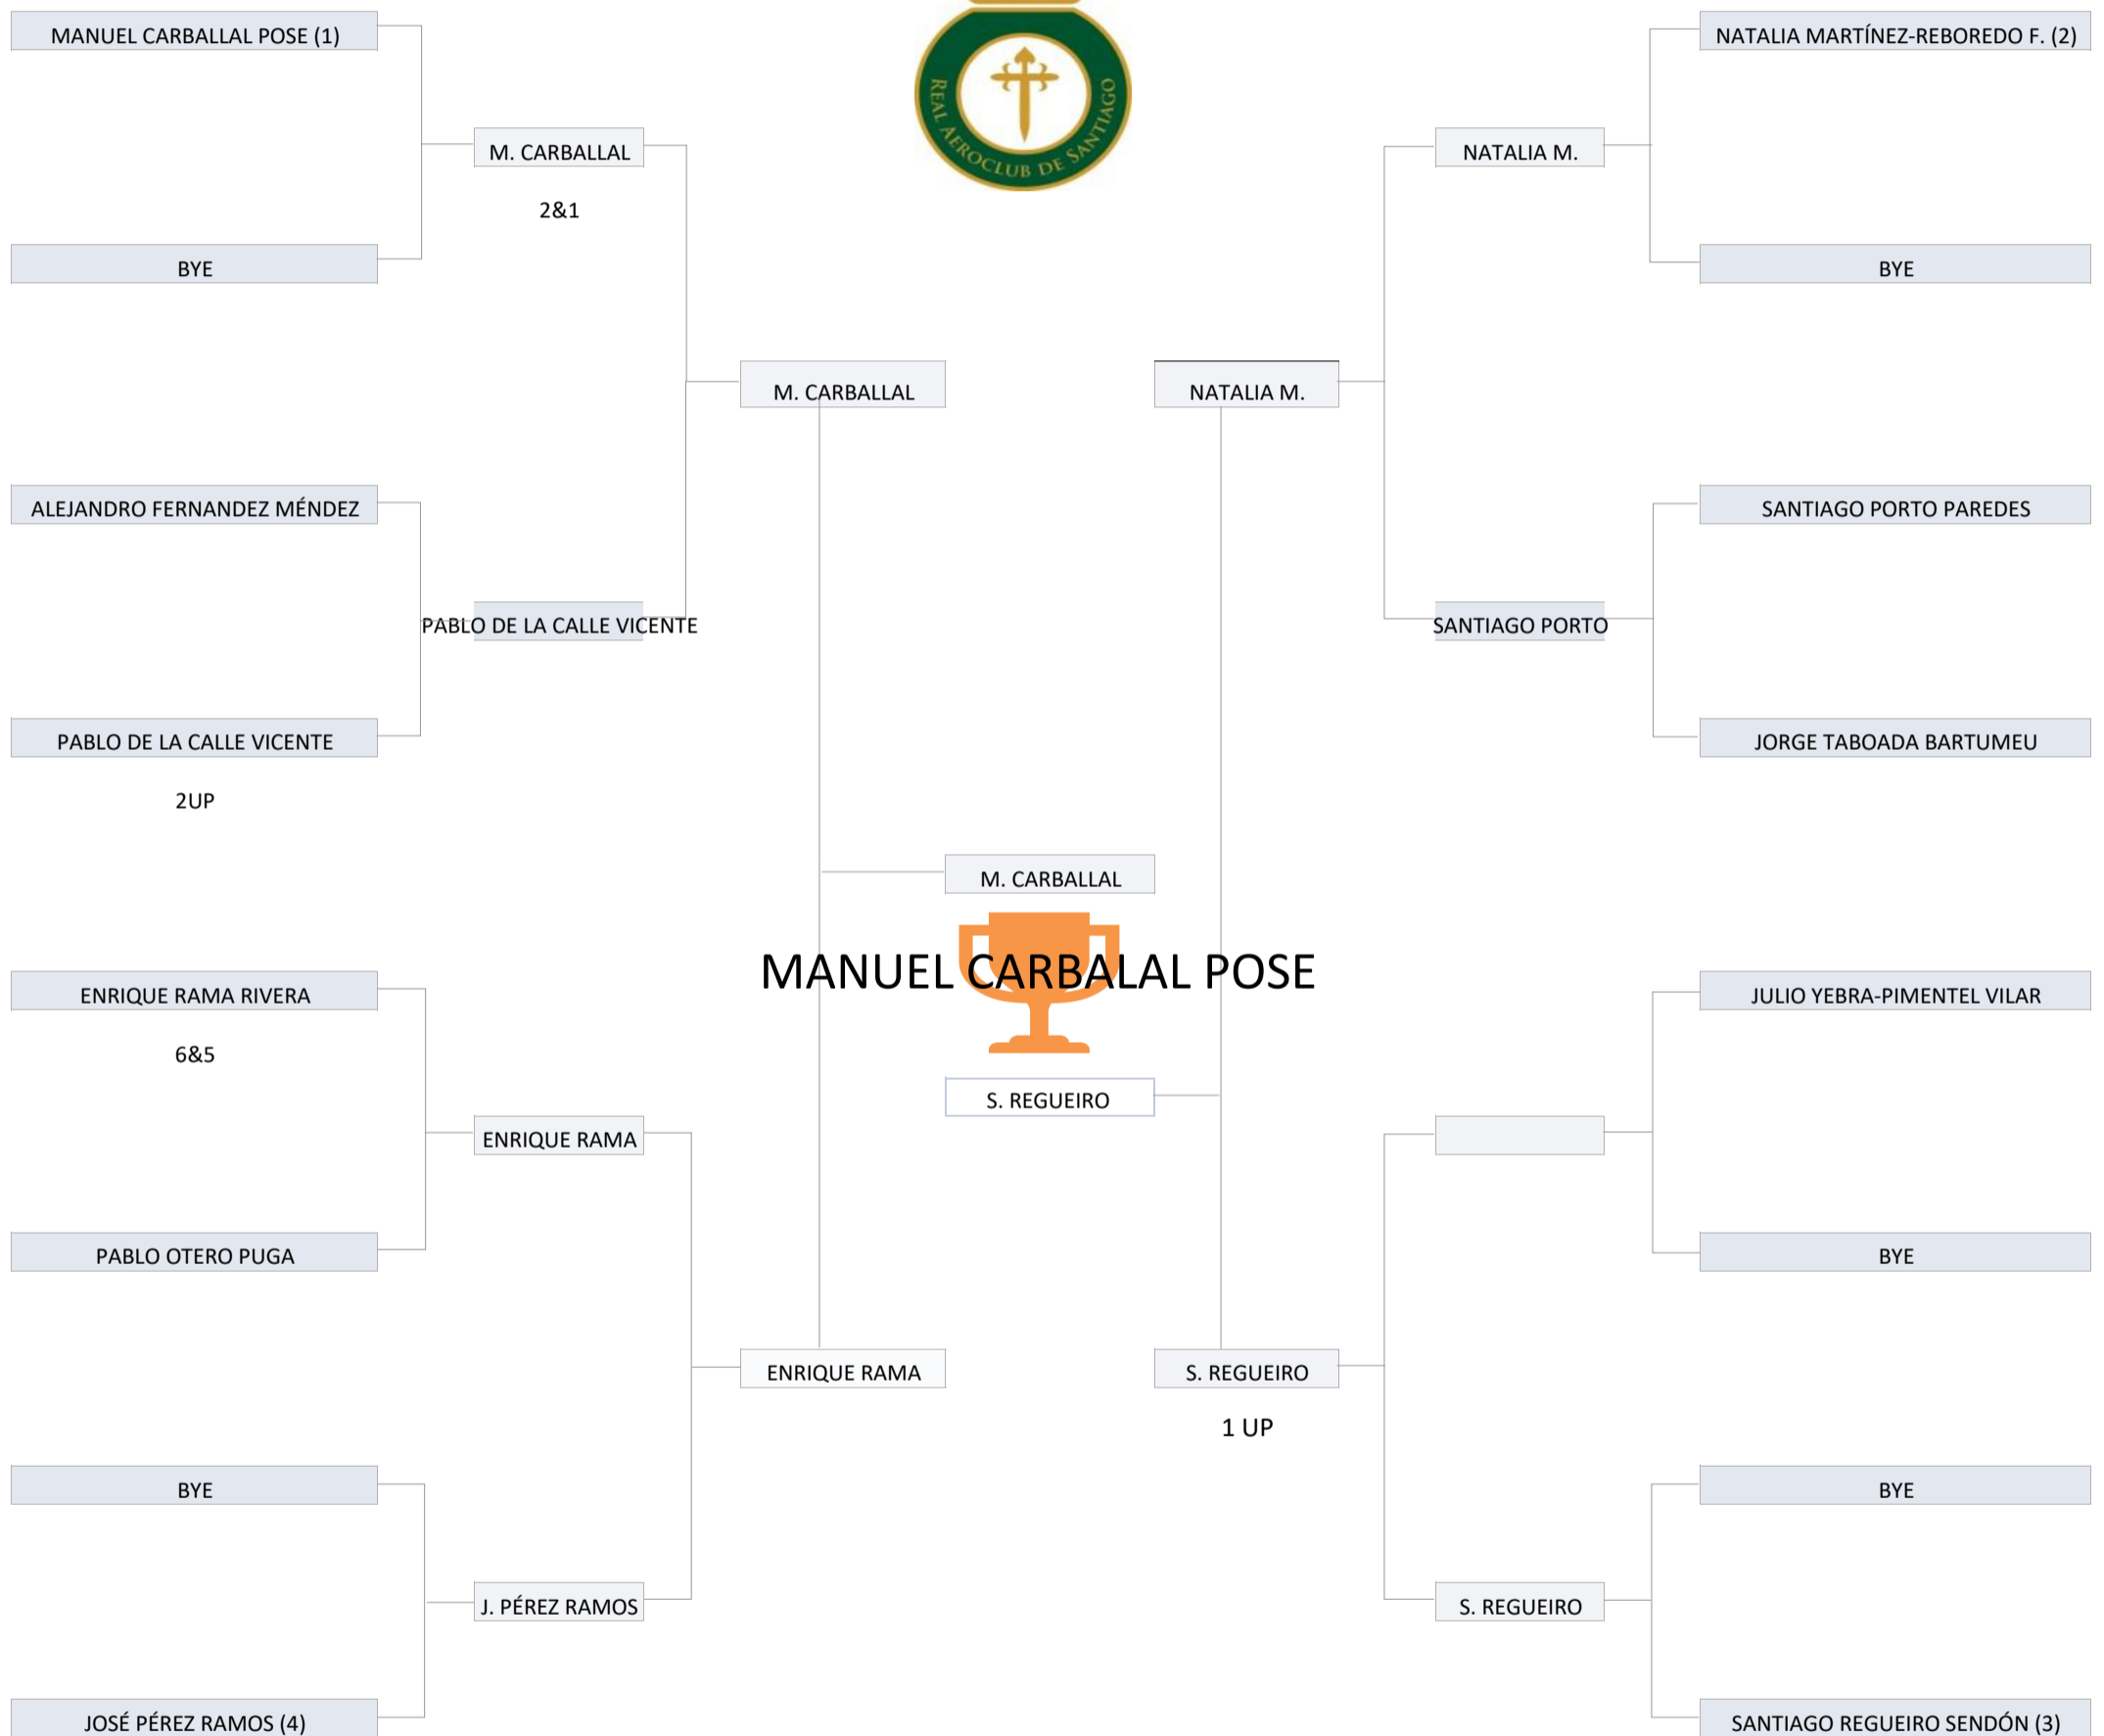 MANUEL CARBALLAL POSE (1)
NATALIA MARTÍNEZ-REBOREDO F. (2)
REAL AEROCLUB DE SANTIAGO
M. CARBALLAL
NATALIA M.
2&1
BYE
BYE
M. CARBALLAL
NATALIA M.
ALEJANDRO FERNANDEZ MÉNDEZ
SANTIAGO PORTO PAREDES
PABLO DE LA CALLE VICENTE
SANTIAGO PORTO
PABLO DE LA CALLE VICENTE
JORGE TABOADA BARTUMEU
2UP
M. CARBALLAL
MANUEL CARBALAL POSE
ENRIQUE RAMA RIVERA
JULIO YEBRA-PIMENTEL VILAR
6&5
S. REGUEIRO
ENRIQUE RAMA
PABLO OTERO PUGA
BYE
ENRIQUE RAMA
S. REGUEIRO
1 UP
BYE
BYE
J. PÉREZ RAMOS
S. REGUEIRO
JOSÉ PÉREZ RAMOS (4)
SANTIAGO REGUEIRO SENDÓN (3)